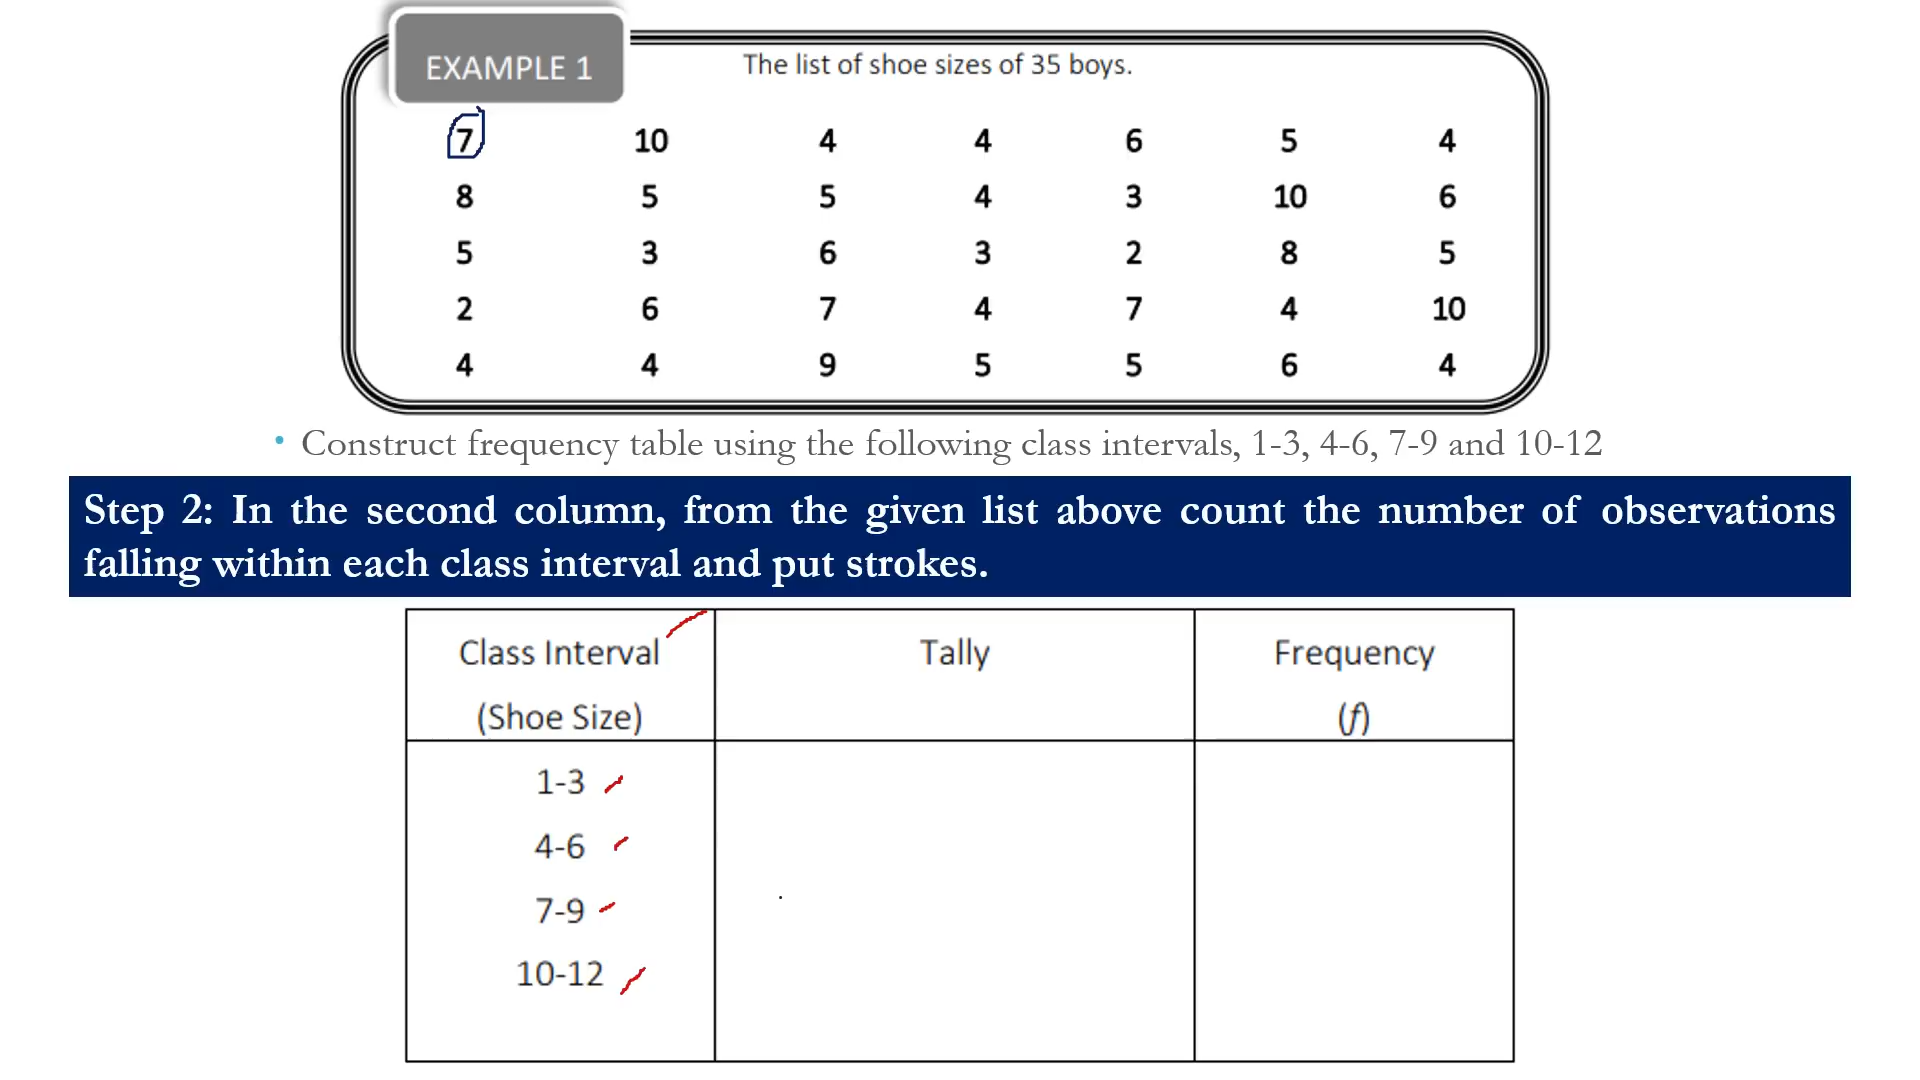 EXAMPLE 1
The list of shoe sizes of 35 boys.
7 10 4 4 6 5 4
8 5 5 4 3 10 6
5 3 6 3 2 8 5
2 6 7 4 7 4 10
4 4 9 5 5 6 4
• Construct frequency table using the following class intervals, 1-3, 4-6, 7-9 and 10-12
Step 2: In the second column, from the given list above count the number of observations
falling within each class interval and put strokes.
Class Interval Tally Frequency
(Shoe Size) (f)
1-3
4-6
7-9
10-12